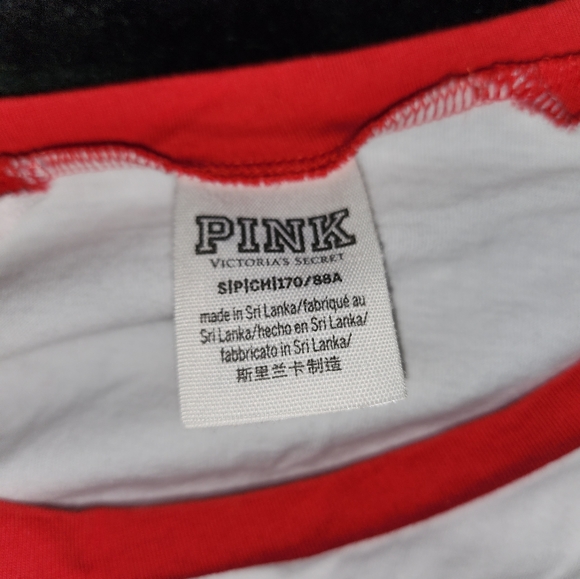 PINK
VICTORIA'S SECRET
S|P|CH|170/88A
made in Sri Lanka/fabriqué au
Sri Lanka/hecho en Sri Lanka/
fabbricato in Sri Lanka/
斯里兰卡制造